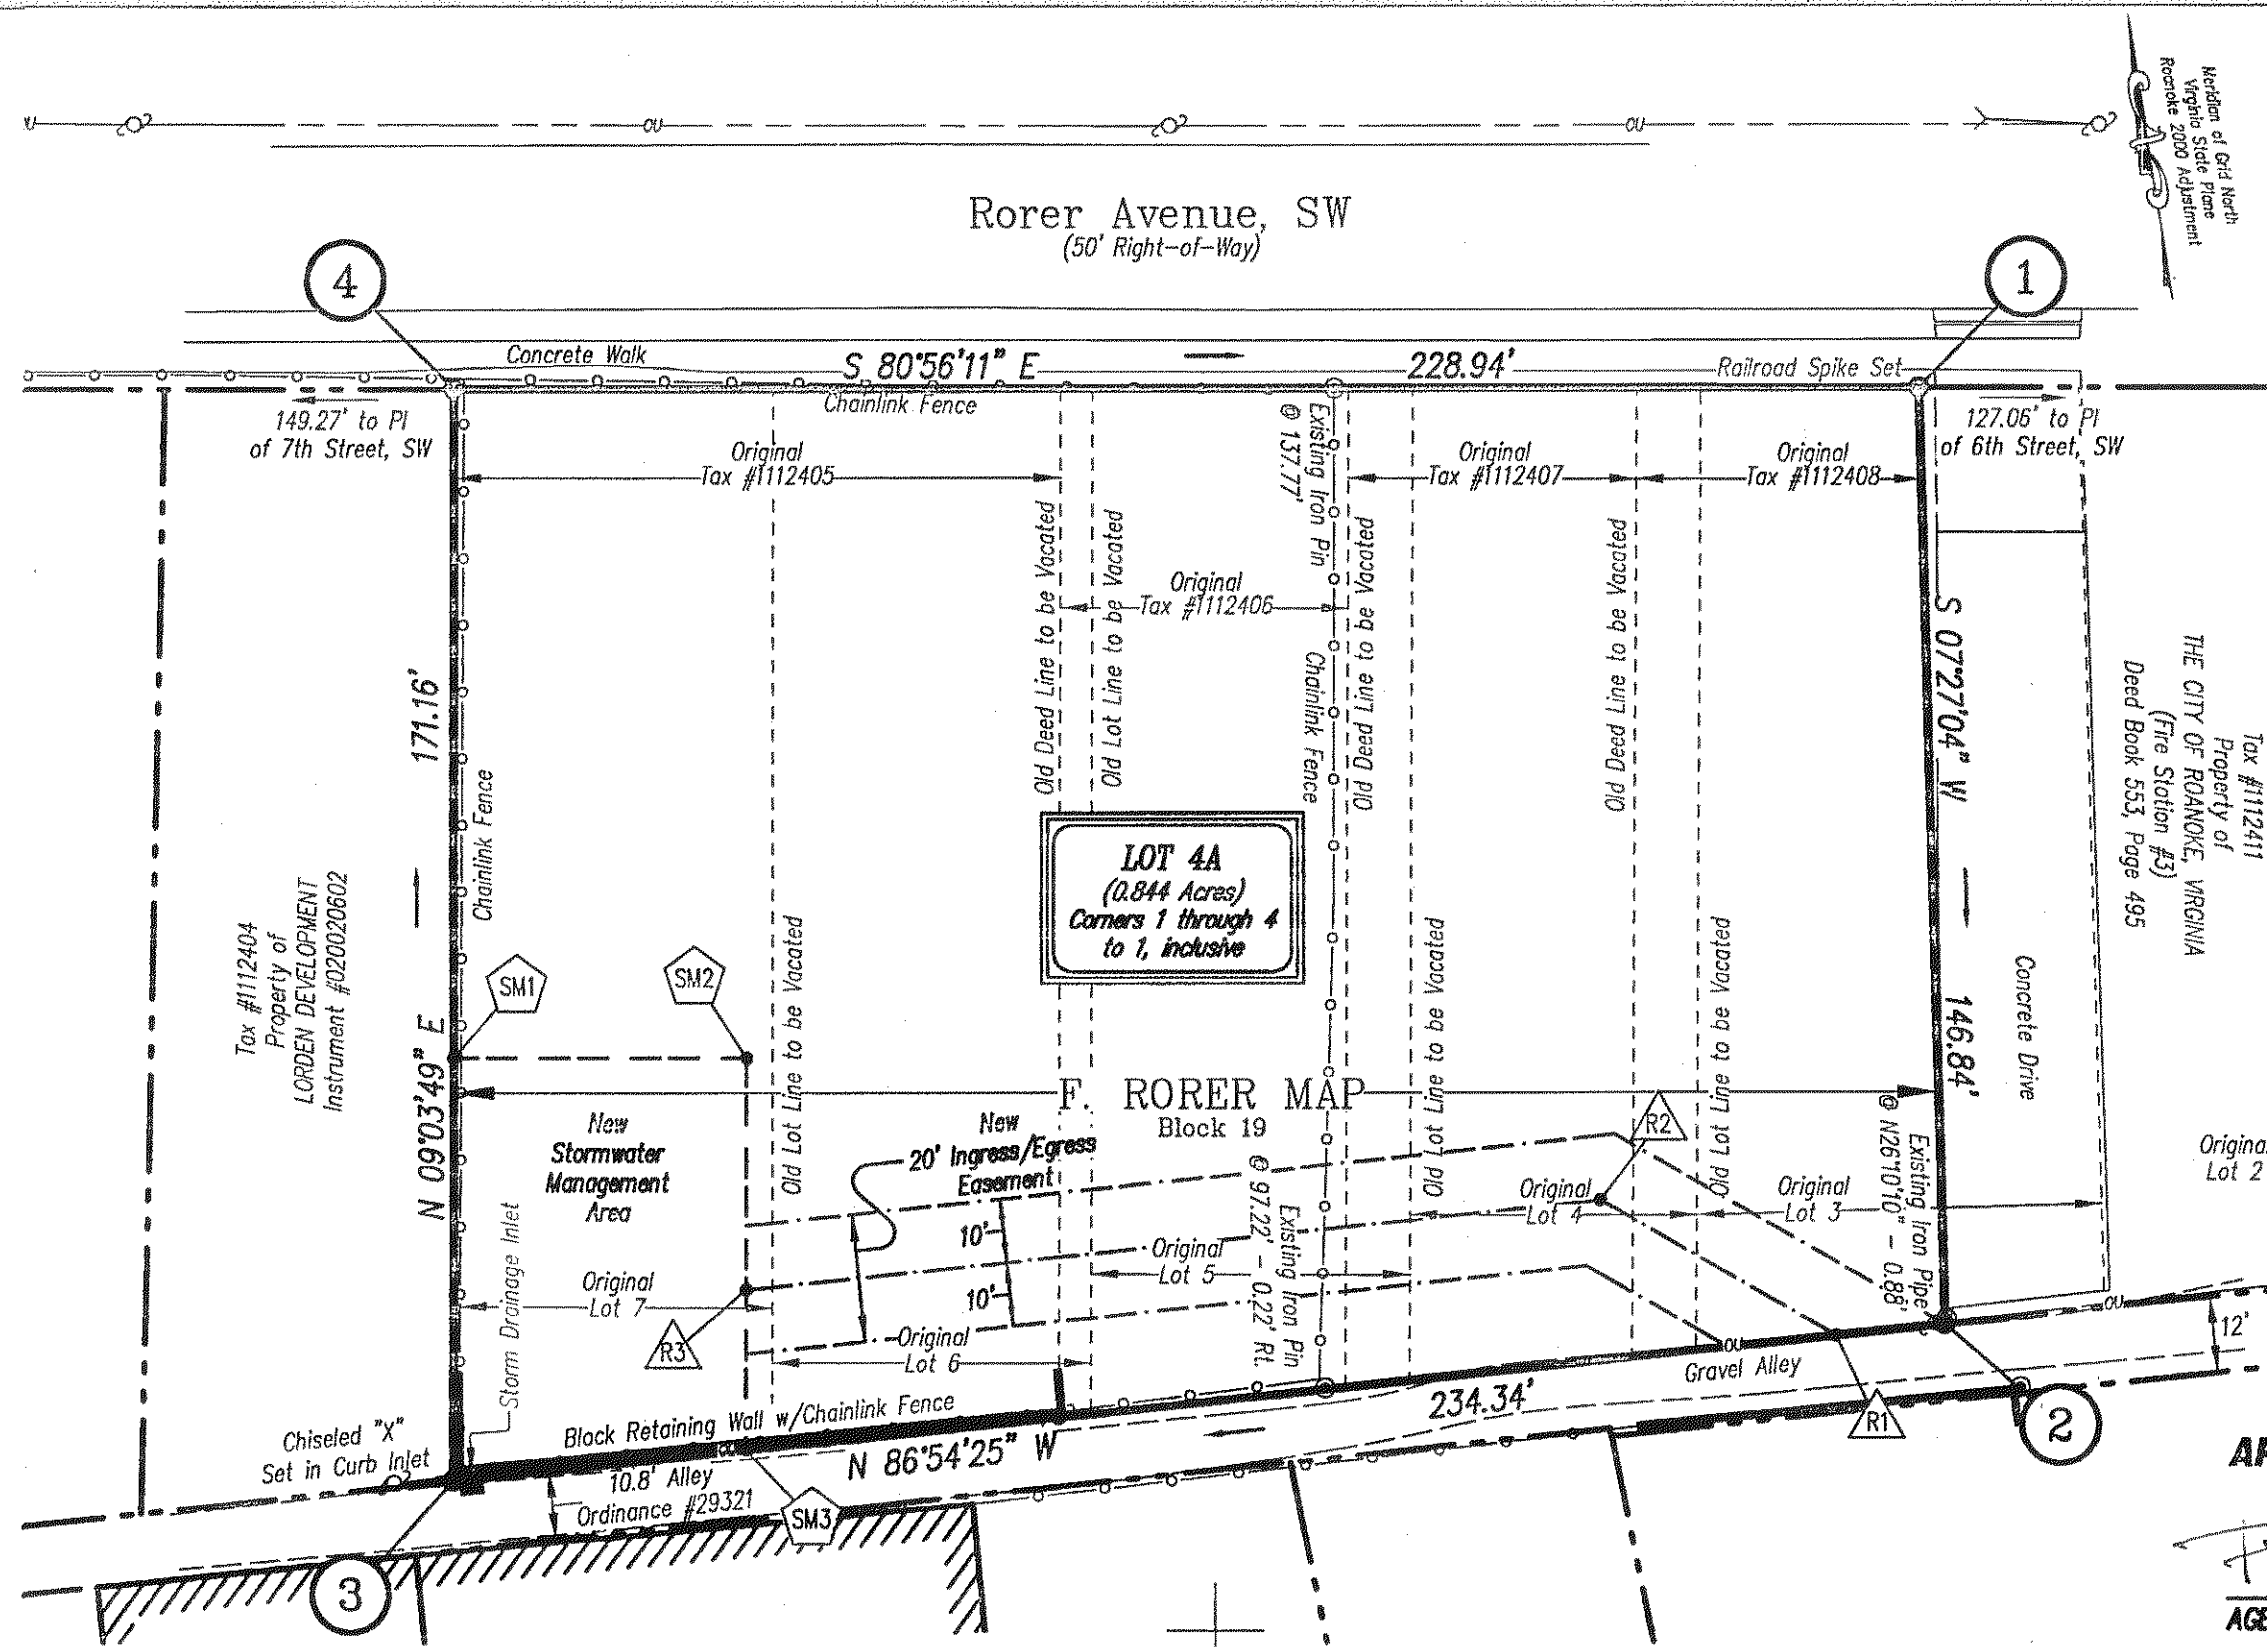 Meridian of Grid North
Virginia State Plane
Roanoke 2000 Adjustment
OU
OU
Rorer Avenue, SW
(50' Right-of-Way)
4
1
Concrete Walk
S 80°56'11" E
228.94'
Railroad Spike Set
Chainlink Fence
149.27' to PI
of 7th Street, SW
127.06' to PI
of 6th Street, SW
Original
Tax #1112405
Existing Iron Pin
@ 137.77'
Original
Tax #1112407
Original
Tax #1112408
Original
Tax #1112406
Old Deed Line to be Vacated
Old Lot Line to be Vacated
Chainlink Fence
Old Deed Line to be Vacated
Old Deed Line to be Vacated
S 07°27'04" W
146.84'
Tax #1112411
Property of
THE CITY OF ROANOKE, VIRGINIA
(Fire Station #3)
Deed Book 553, Page 495
171.16'
N 09°03'49" E
Chainlink Fence
LOT 4A
(0.844 Acres)
Corners 1 through 4
to 1, inclusive
Tax #1112404
Property of
LORDEN DEVELOPMENT
Instrument #020020602
SM1
SM2
Old Lot Line to be Vacated
Old Lot Line to be Vacated
Old Lot Line to be Vacated
Concrete Drive
F. RORER MAP
Block 19
New
Stormwater
Management
Area
New
20' Ingress/Egress
Easement
R2
Existing Iron Pipe
@ N26°10'10" - 0.88'
Original
Lot 2
Original
Lot 4
Original
Lot 3
10'
10'
Original
Lot 5
Existing Iron Pin
@ 97.22' - 0.22' Rt.
Original
Lot 7
Storm Drainage Inlet
R3
Original
Lot 6
OU
OU
12'
Gravel Alley
234.34'
R1
2
Block Retaining Wall w/Chainlink Fence
OU
N 86°54'25" W
Chiseled "X"
Set in Curb Inlet
10.8' Alley
Ordinance #29321
SM3
3